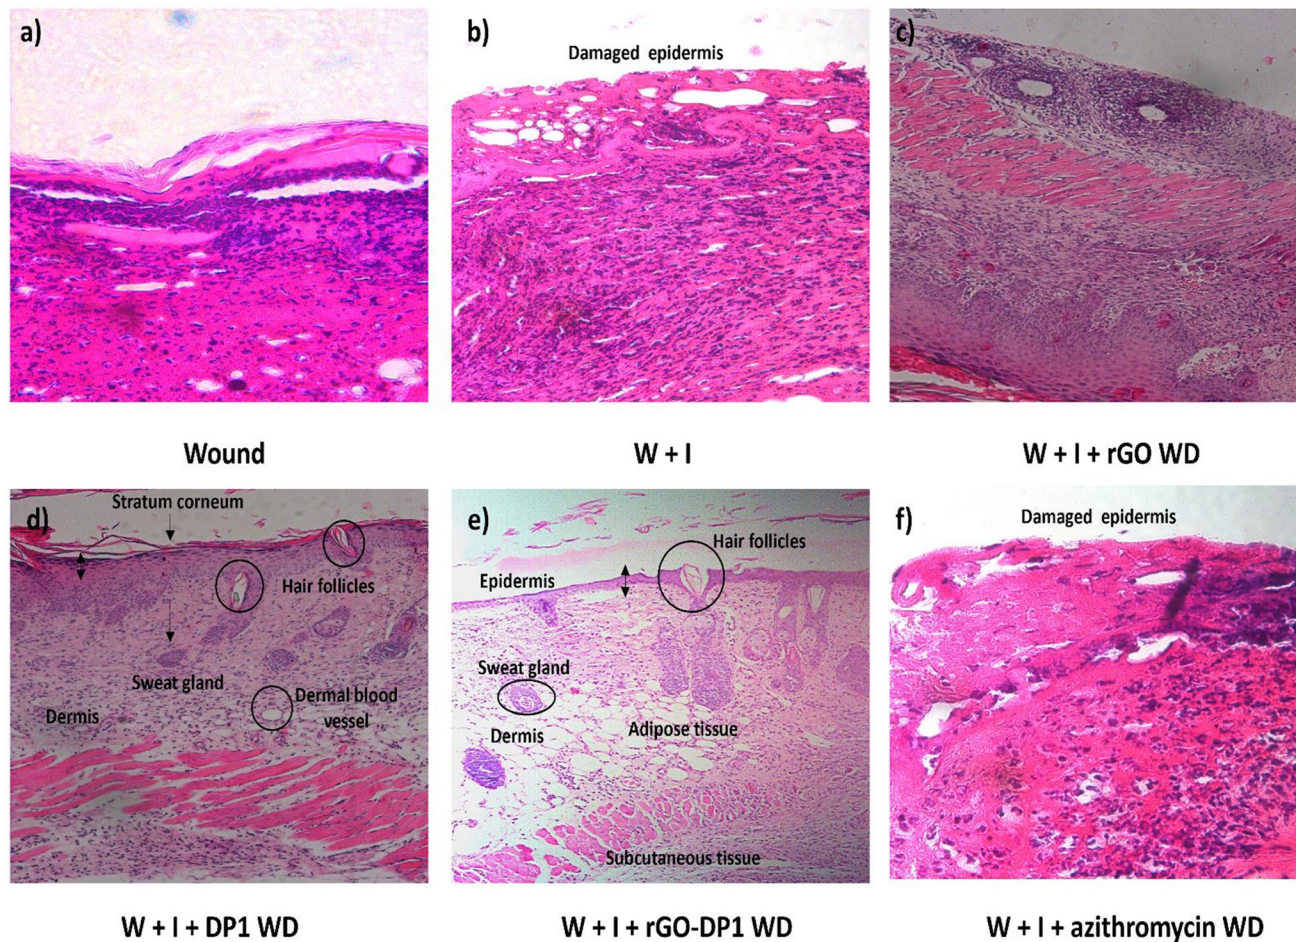 a)
b)
Damaged epidermis
c)
Wound
W + I
W + I + rGO WD
d)
Stratum corneum
Hair follicles
Sweat gland
Dermal blood
vessel
Dermis
e)
Hair follicles
Epidermis
Sweat gland
Dermis
Adipose tissue
Subcutaneous tissue
f)
Damaged epidermis
W + I + DP1 WD
W + I + rGO-DP1 WD
W + I + azithromycin WD